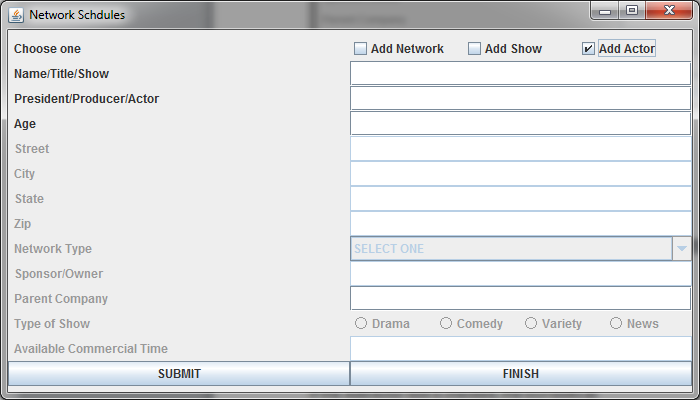 Network Schdules
Choose one Add Network Add Show Add Actor
Name/Title/Show
President/Producer/Actor
Age
Street
City
State
Zip
Network Type SELECT ONE
Sponsor/Owner
Parent Company
Type of Show Drama Comedy Variety News
Available Commercial Time
SUBMIT FINISH